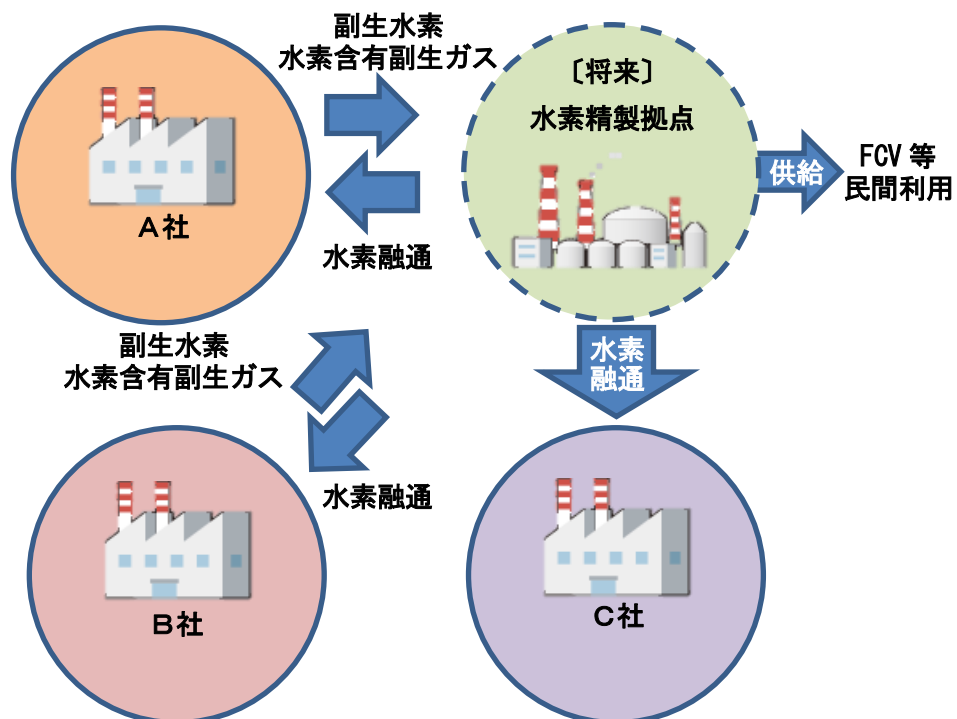 副生水素
水素含有副生ガス
〔将来〕
水素精製拠点
A社
水素融通
供給
FCV 等
民間利用
副生水素
水素含有副生ガス
水素
融通
水素融通
B社
C社